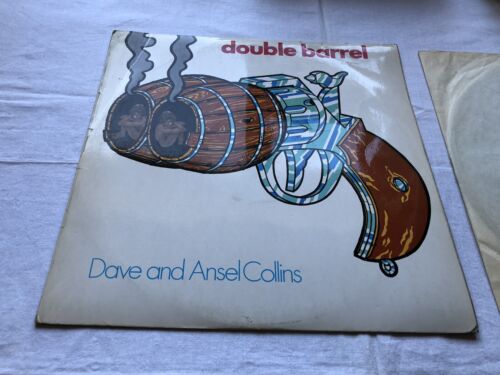 double barrel
Dave and Ansel Collins